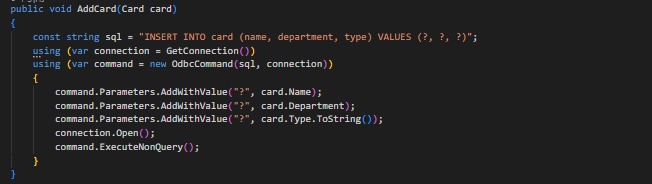 public void AddCard(Card card)
{
    const string sql = "INSERT INTO card (name, department, type) VALUES (?, ?, ?)";
    using (var connection = GetConnection())
    using (var command = new OdbcCommand(sql, connection))
    {
        command.Parameters.AddWithValue("?", card.Name);
        command.Parameters.AddWithValue("?", card.Department);
        command.Parameters.AddWithValue("?", card.Type.ToString());
        connection.Open();
        command.ExecuteNonQuery();
    }
}